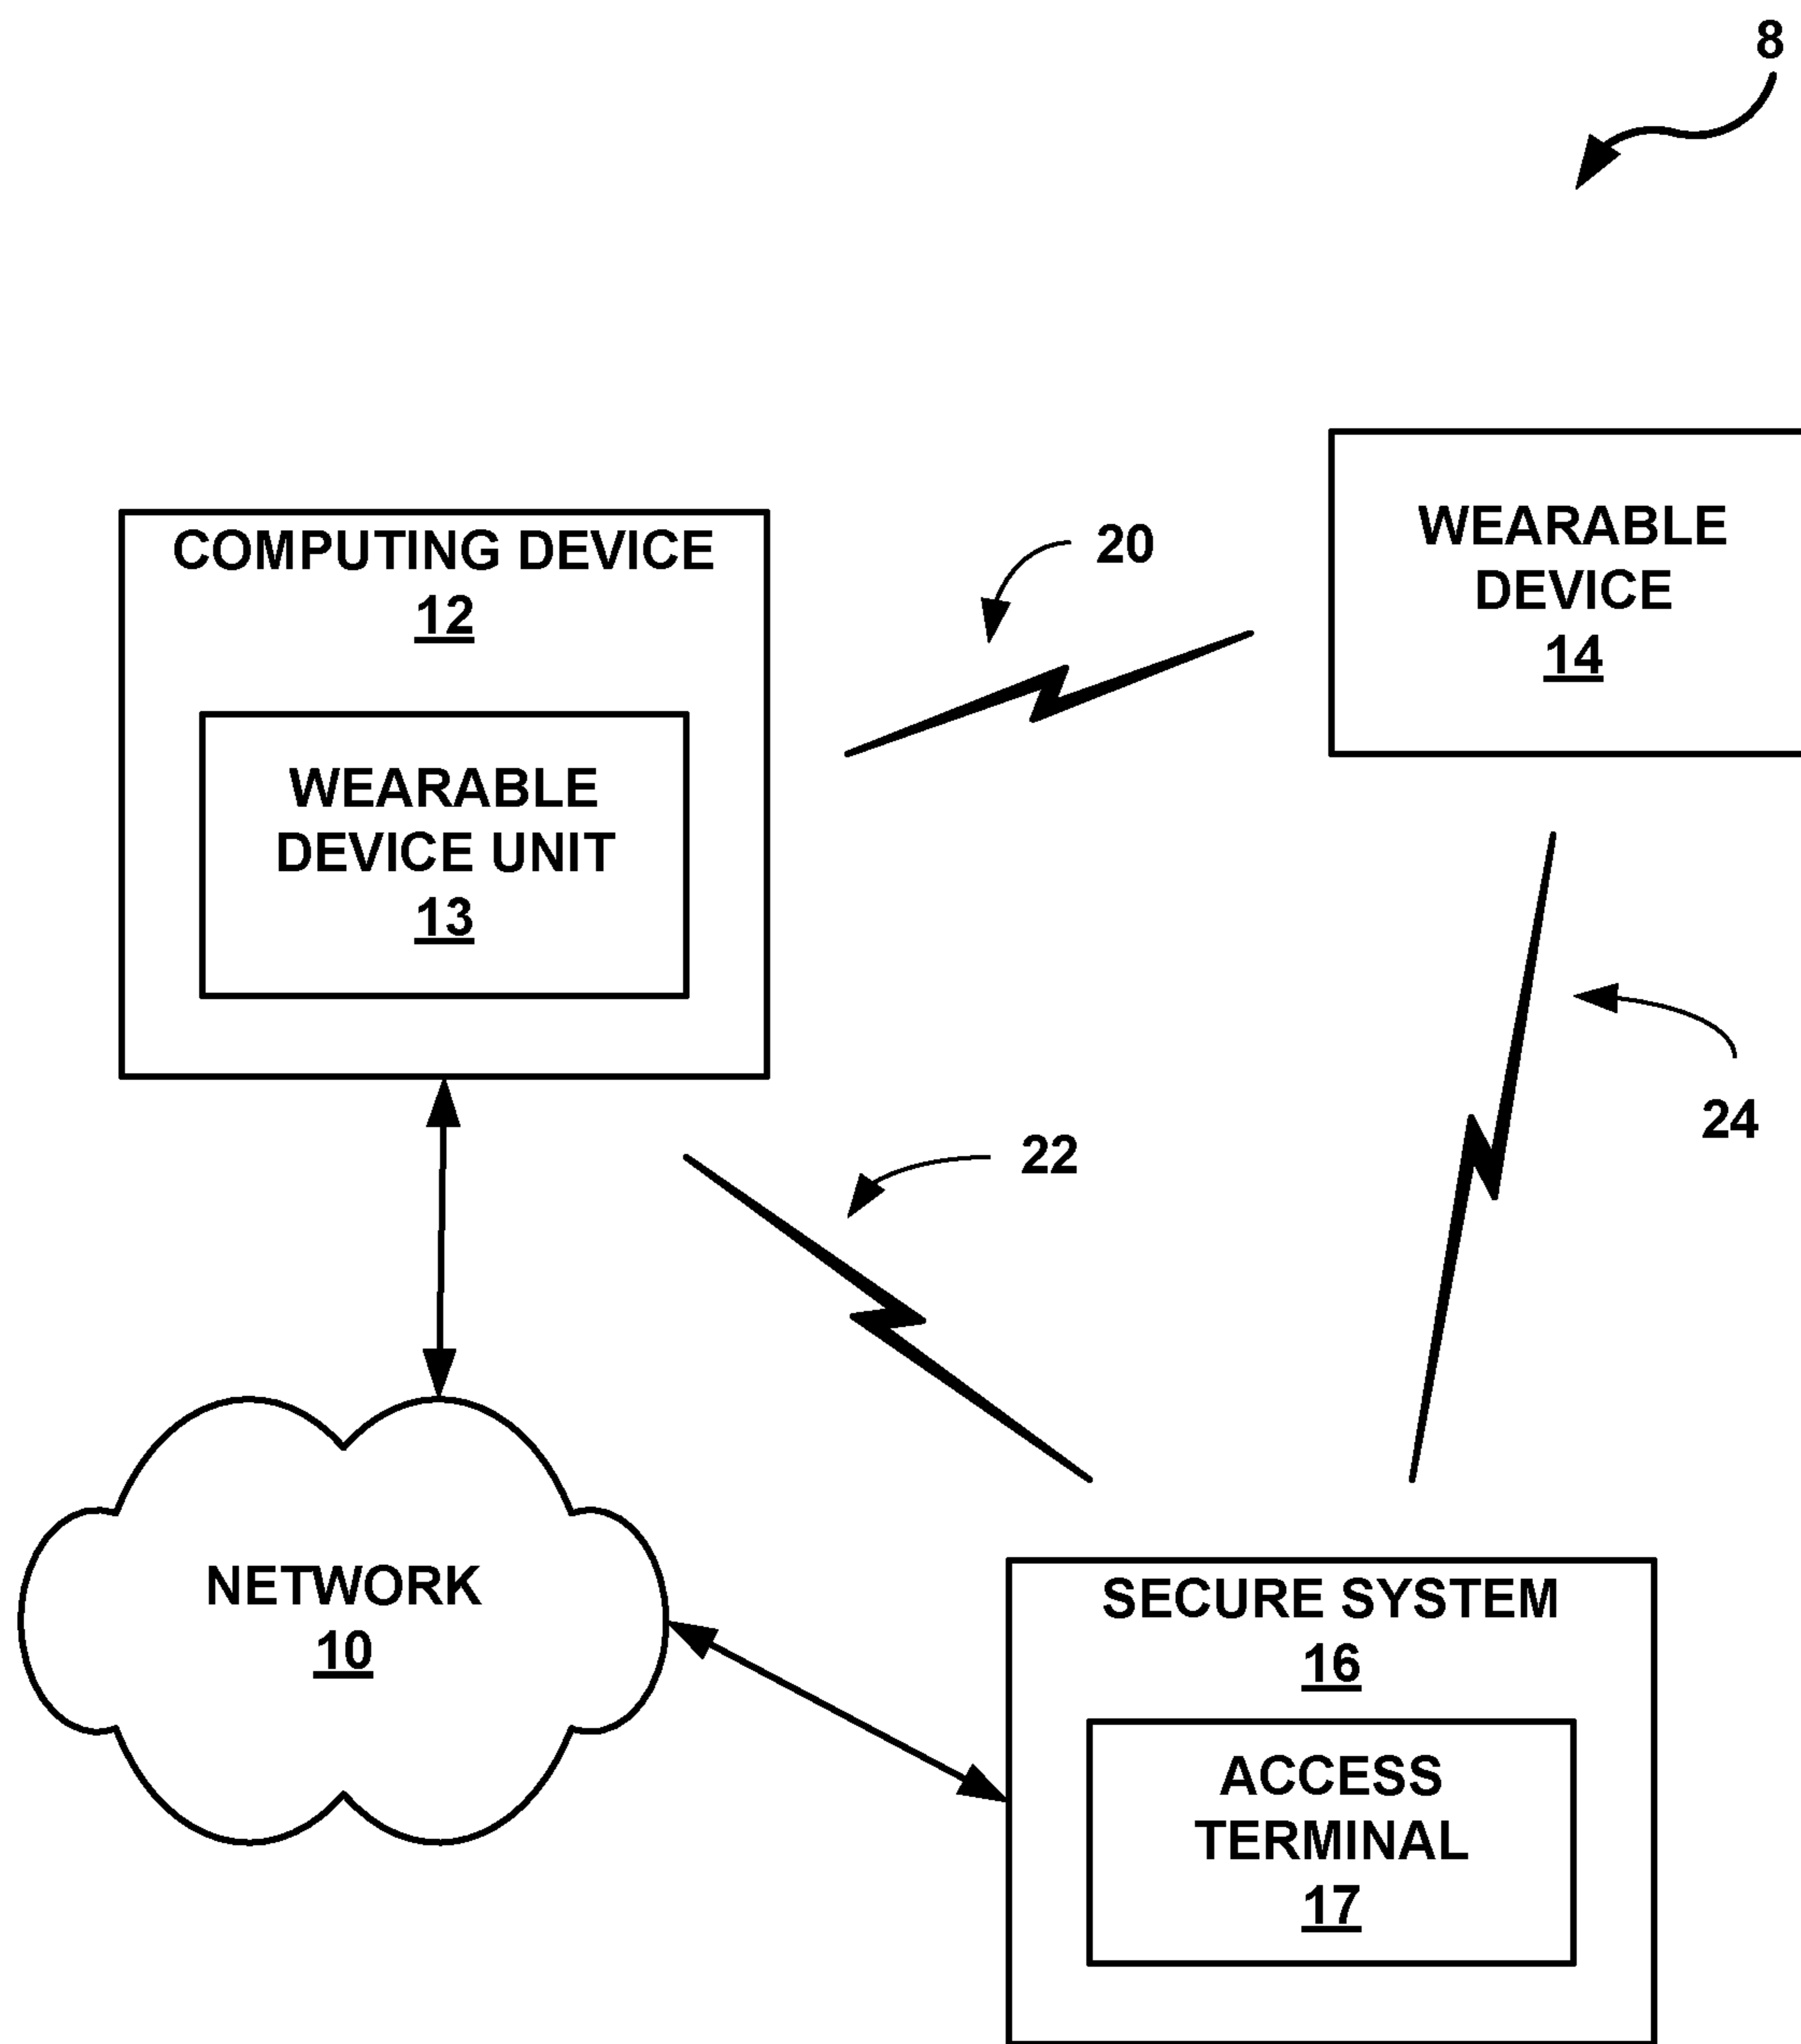 8
COMPUTING DEVICE
12
WEARABLE
DEVICE UNIT
13
20
WEARABLE
DEVICE
14
22
24
NETWORK
10
SECURE SYSTEM
16
ACCESS
TERMINAL
17